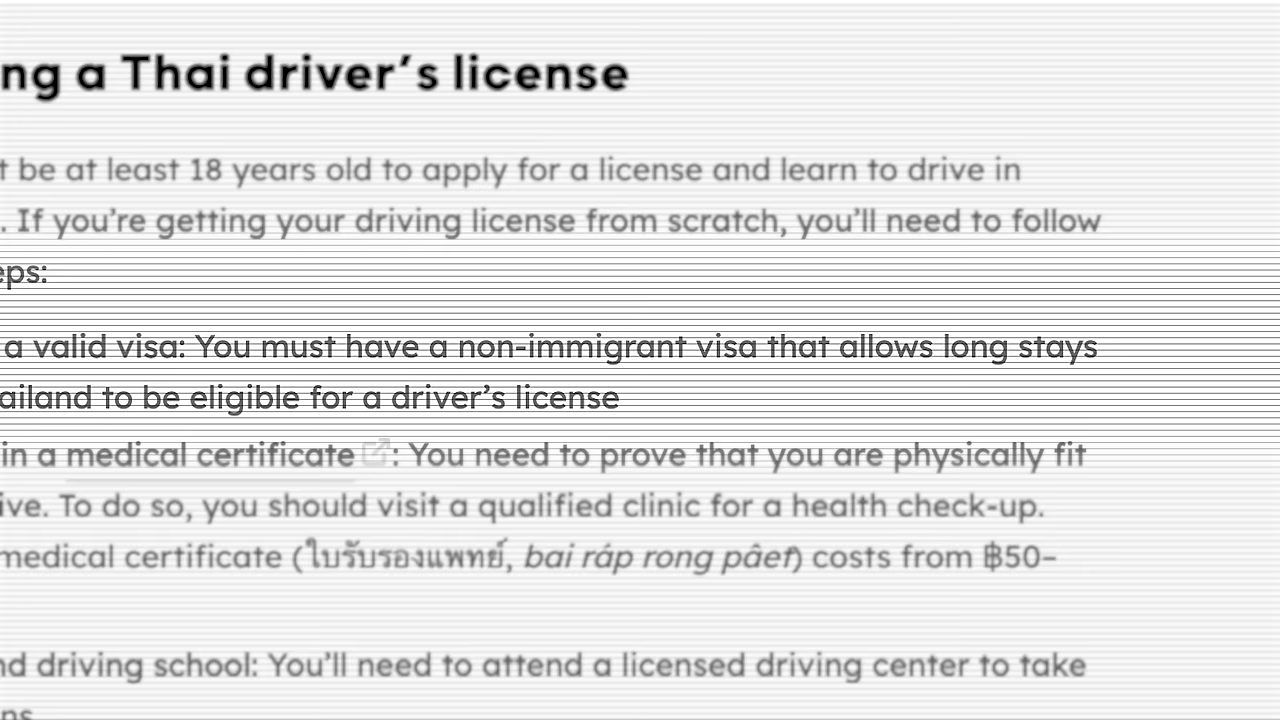 ng a Thai driver’s license
t be at least 18 years old to apply for a license and learn to drive in
. If you’re getting your driving license from scratch, you’ll need to follow
eps:
a valid visa: You must have a non-immigrant visa that allows long stays
ailand to be eligible for a driver’s license
in a medical certificate : You need to prove that you are physically fit
ive. To do so, you should visit a qualified clinic for a health check-up.
medical certificate (ใบรับรองแพทย์, bai ráp rong pâet) costs from ฿50–
nd driving school: You’ll need to attend a licensed driving center to take
ns